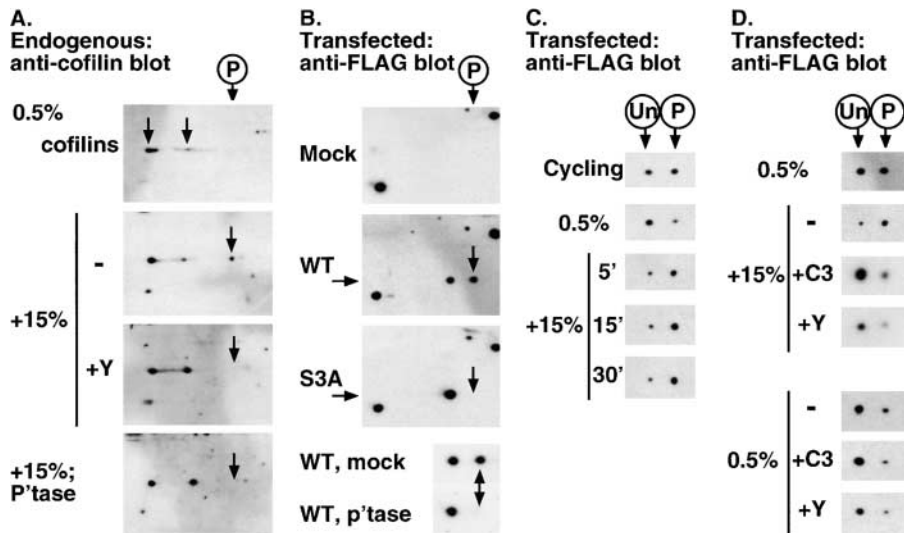 A.
Endogenous:
anti-cofilin blot
P
0.5%
cofilins
-
+15%
+Y
+15%;
P'tase
B.
Transfected:
anti-FLAG blot
P
Mock
WT
S3A
WT, mock
WT, p'tase
C.
Transfected:
anti-FLAG blot
Un P
Cycling
0.5%
5'
+15% 15'
30'
D.
Transfected:
anti-FLAG blot
Un P
0.5%
-
+15% +C3
+Y
-
0.5% +C3
+Y